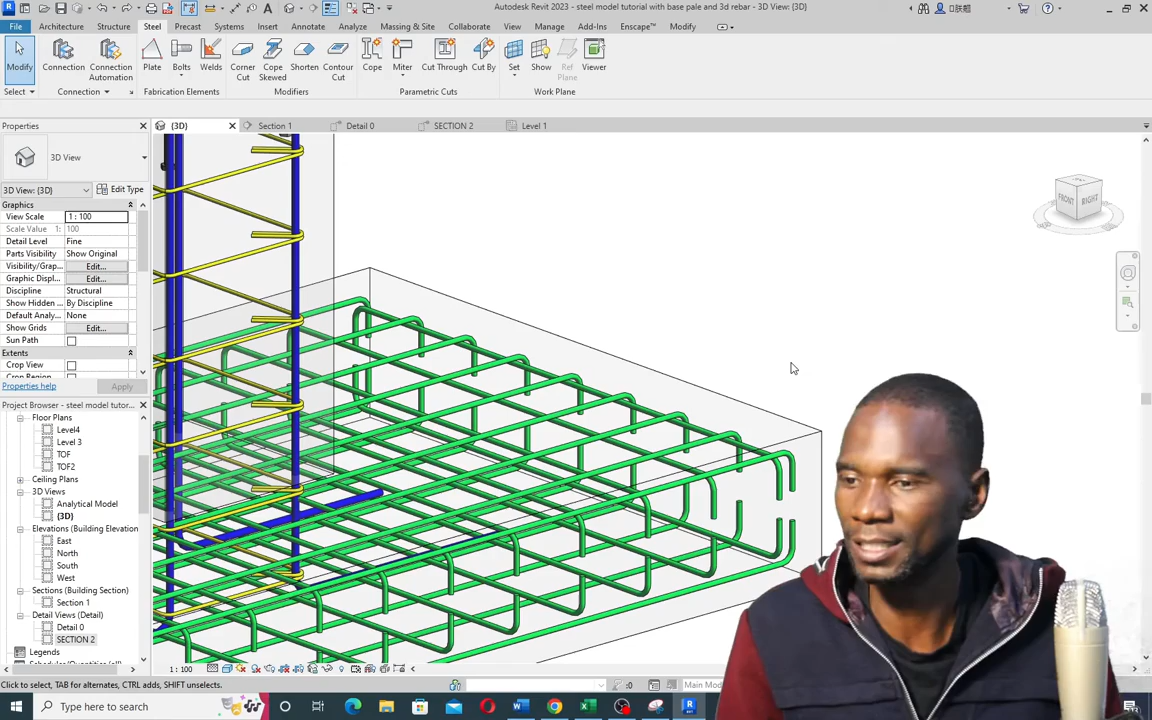 Autodesk Revit 2023 - steel model tutorial with base pale and 3d rebar - 3D View: {3D}
File
Architecture
Structure
Steel
Precast
Systems
Insert
Annotate
Analyze
Massing & Site
Collaborate
View
Manage
Add-Ins
Enscape™
Modify
Modify
Connection
Connection Automation
Plate
Bolts
Welds
Corner Cut
Cope Skewed
Shorten
Contour Cut
Cope
Miter
Cut Through
Cut By
Set
Show
Ref Plane
Viewer
Select
Connection
Fabrication Elements
Modifiers
Parametric Cuts
Work Plane
Properties
{3D}
Section 1
Detail 0
SECTION 2
Level 1
3D View
3D View: {3D}
Edit Type
Graphics
View Scale
1 : 100
Scale Value 1:
100
Detail Level
Fine
Parts Visibility
Show Original
Visibility/Grap...
Edit...
Graphic Displ...
Edit...
Discipline
Structural
Show Hidden ...
By Discipline
Default Analy...
None
Show Grids
Edit...
Sun Path
Extents
Crop View
Crop Region
Properties help
Apply
Project Browser - steel model tutor...
Floor Plans
Level4
Level 3
TOF
TOF2
Ceiling Plans
3D Views
Analytical Model
{3D}
Elevations (Building Elevation
East
North
South
West
Sections (Building Section)
Section 1
Detail Views (Detail)
Detail 0
SECTION 2
Legends
FRONT
RIGHT
1 : 100
Click to select, TAB for alternates, CTRL adds, SHIFT unselects.
:0
Main Mod
Type here to search